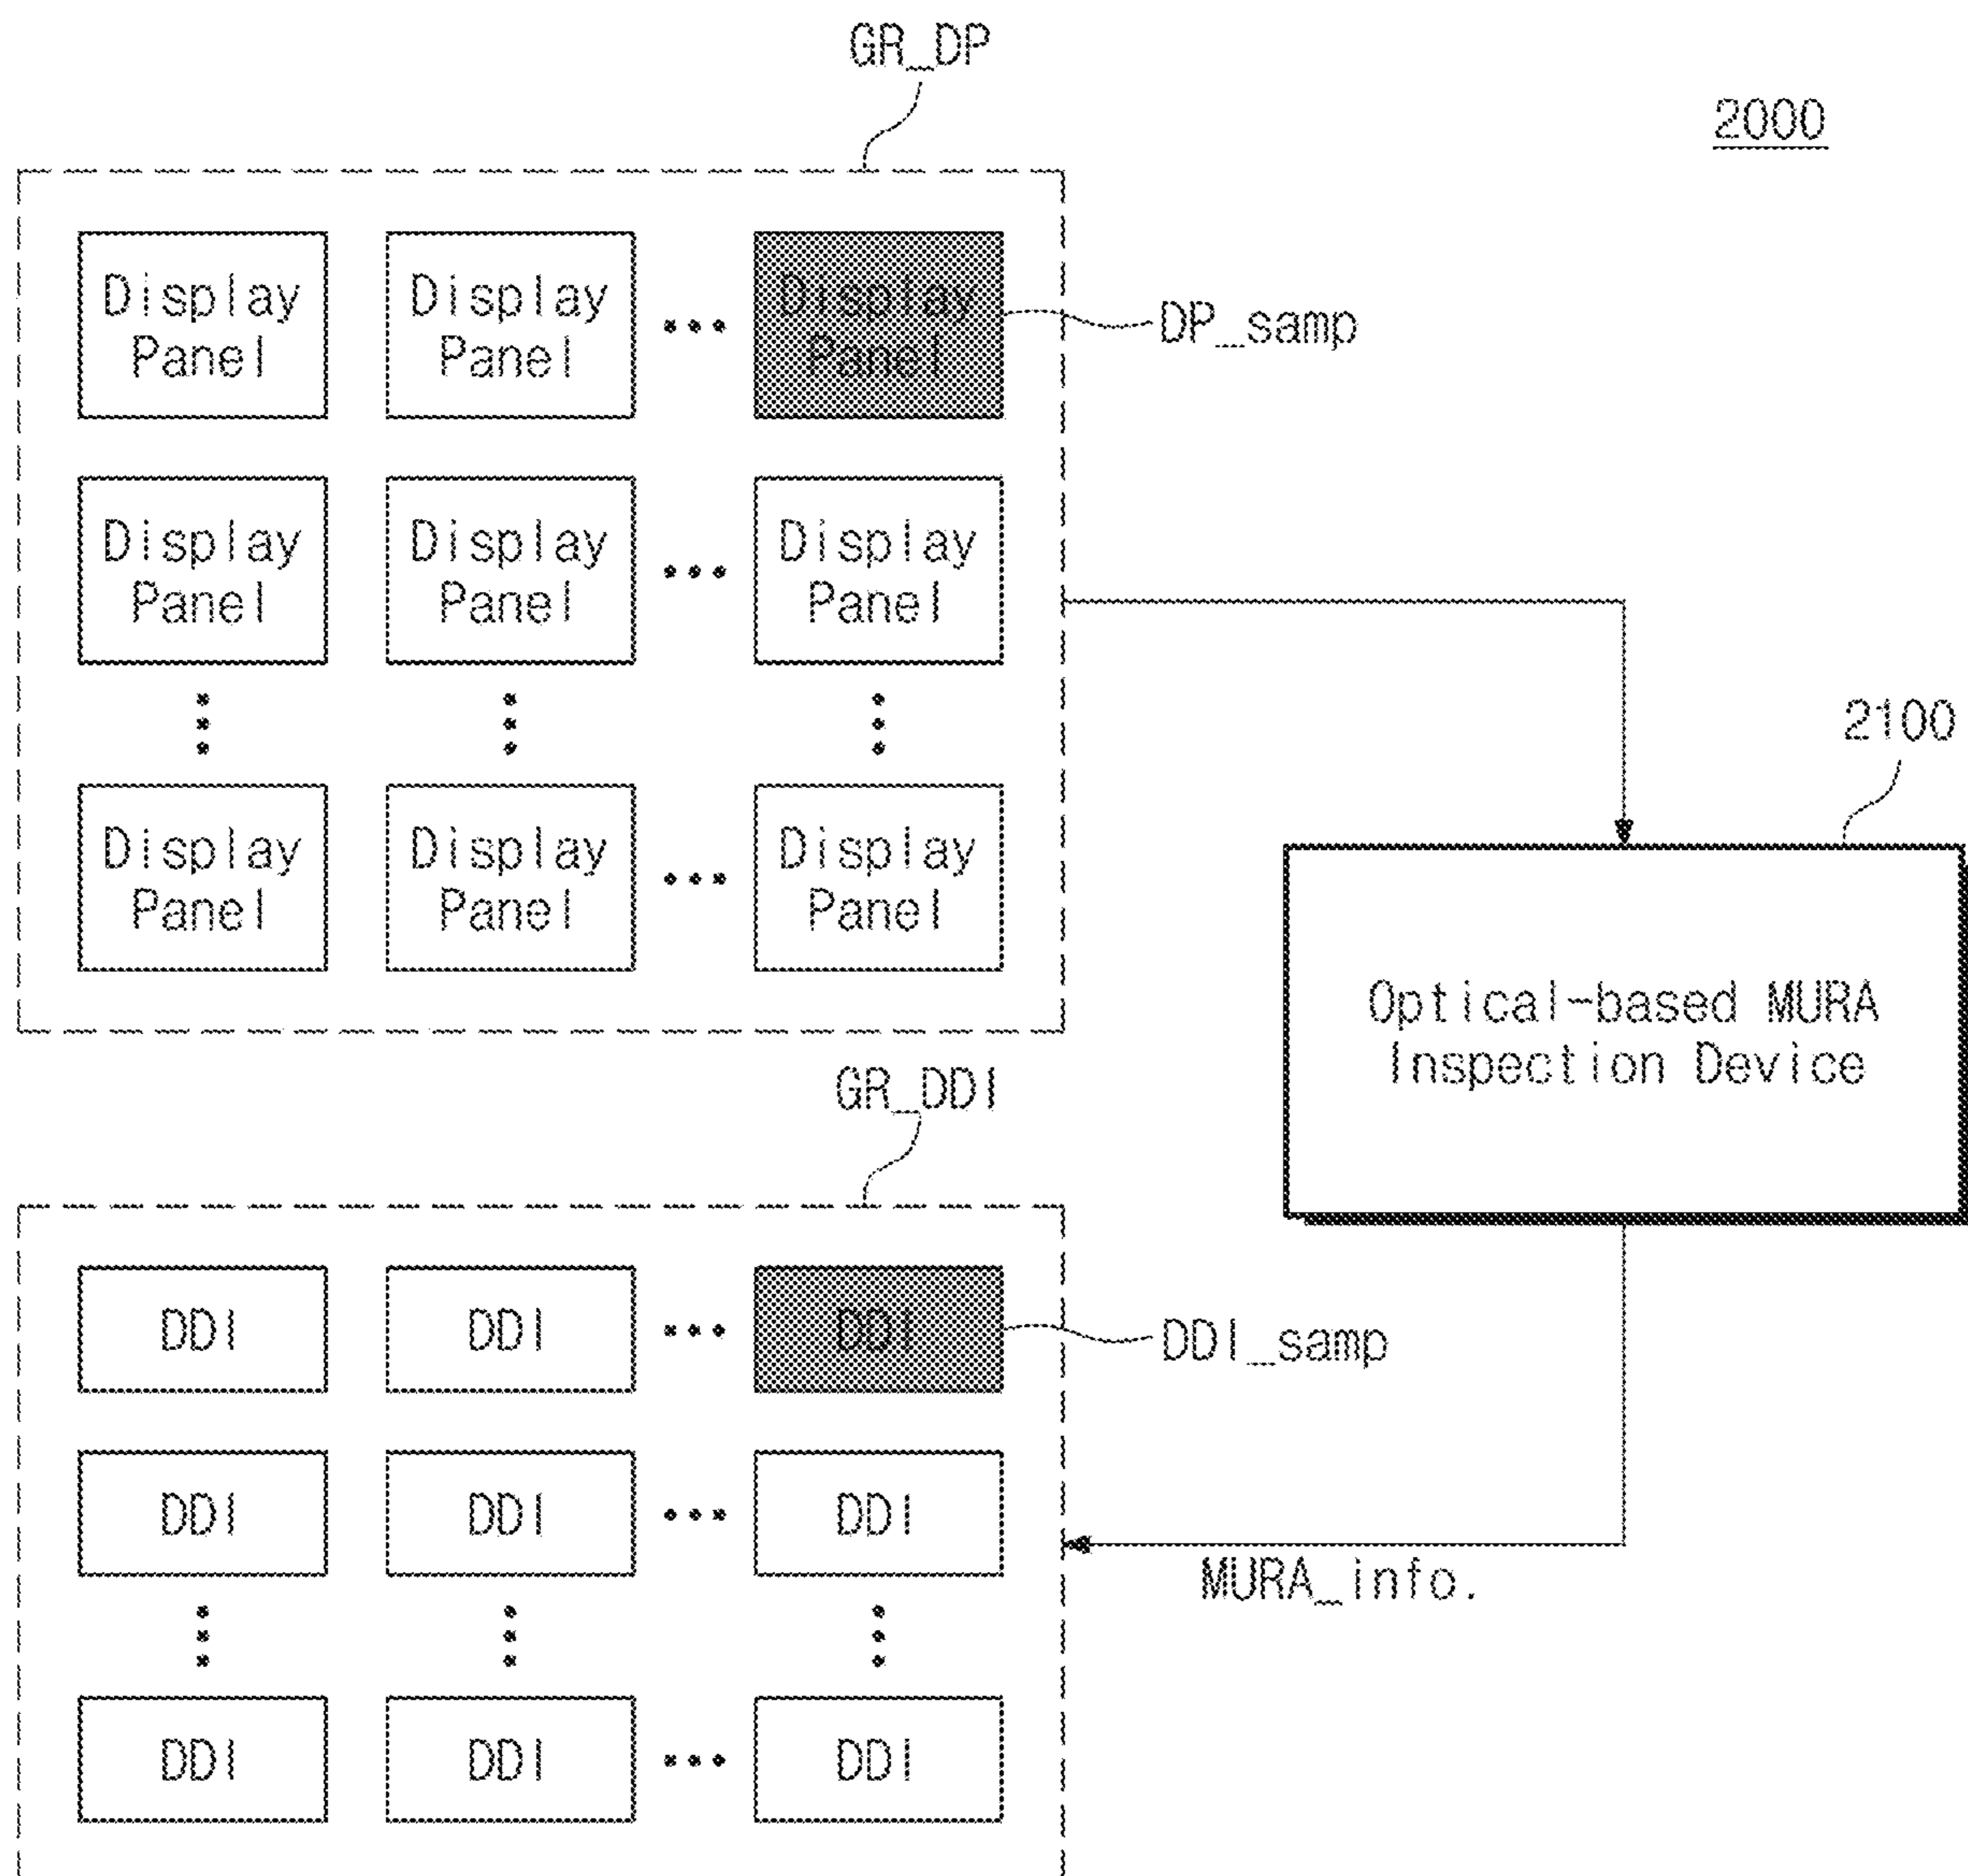 GR_DP
2000
Display Panel
Display Panel
Display Panel
DP_samp
Display Panel
Display Panel
Display Panel
2100
Display Panel
Display Panel
Display Panel
Optical-based MURA
Inspection Device
GR_DDI
DDI
DDI
DDI
DDI_samp
DDI
DDI
DDI
MURA_info.
DDI
DDI
DDI